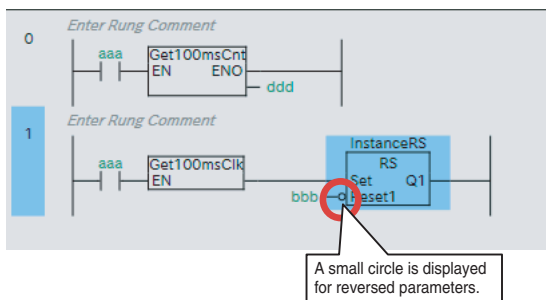 Enter Rung Comment
0
aaa
Get100msCnt
EN ENO
ddd
Enter Rung Comment
1
InstanceRS
aaa
Get100msClk
RS
EN
Set Q1
bbb
Reset1
A small circle is displayed
for reversed parameters.